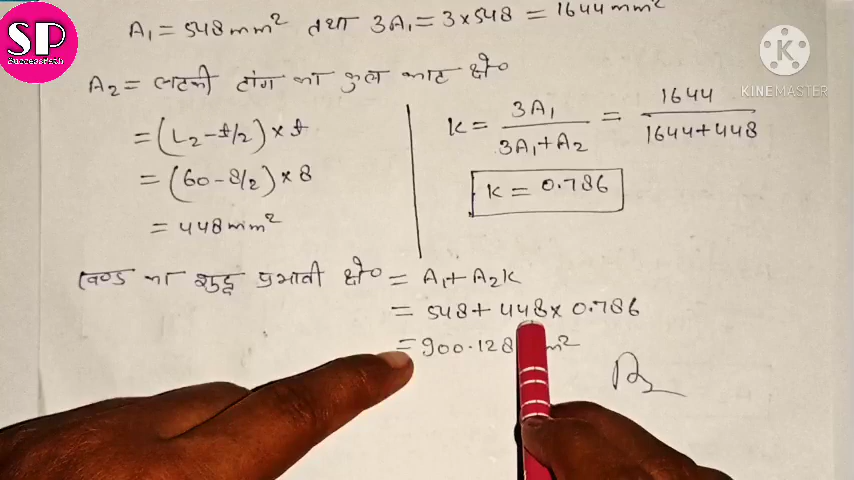 SP
Successtech
K
KINEMASTER
A₁ = 548 mm² तथा 3A₁ = 3×548 = 1644 mm²
A₂ = लटकी टांग का कुल काट क्षे०
= (L₂ - t/2) × t
= (60 - 8/2) × 8
= 448 mm²
K = 3A₁ / 3A₁+A₂ = 1644 / 1644+448
K = 0.786
खण्ड का शुद्ध प्रभावी क्षे० = A₁ + A₂K
= 548 + 448 × 0.786
= 900.128 mm²